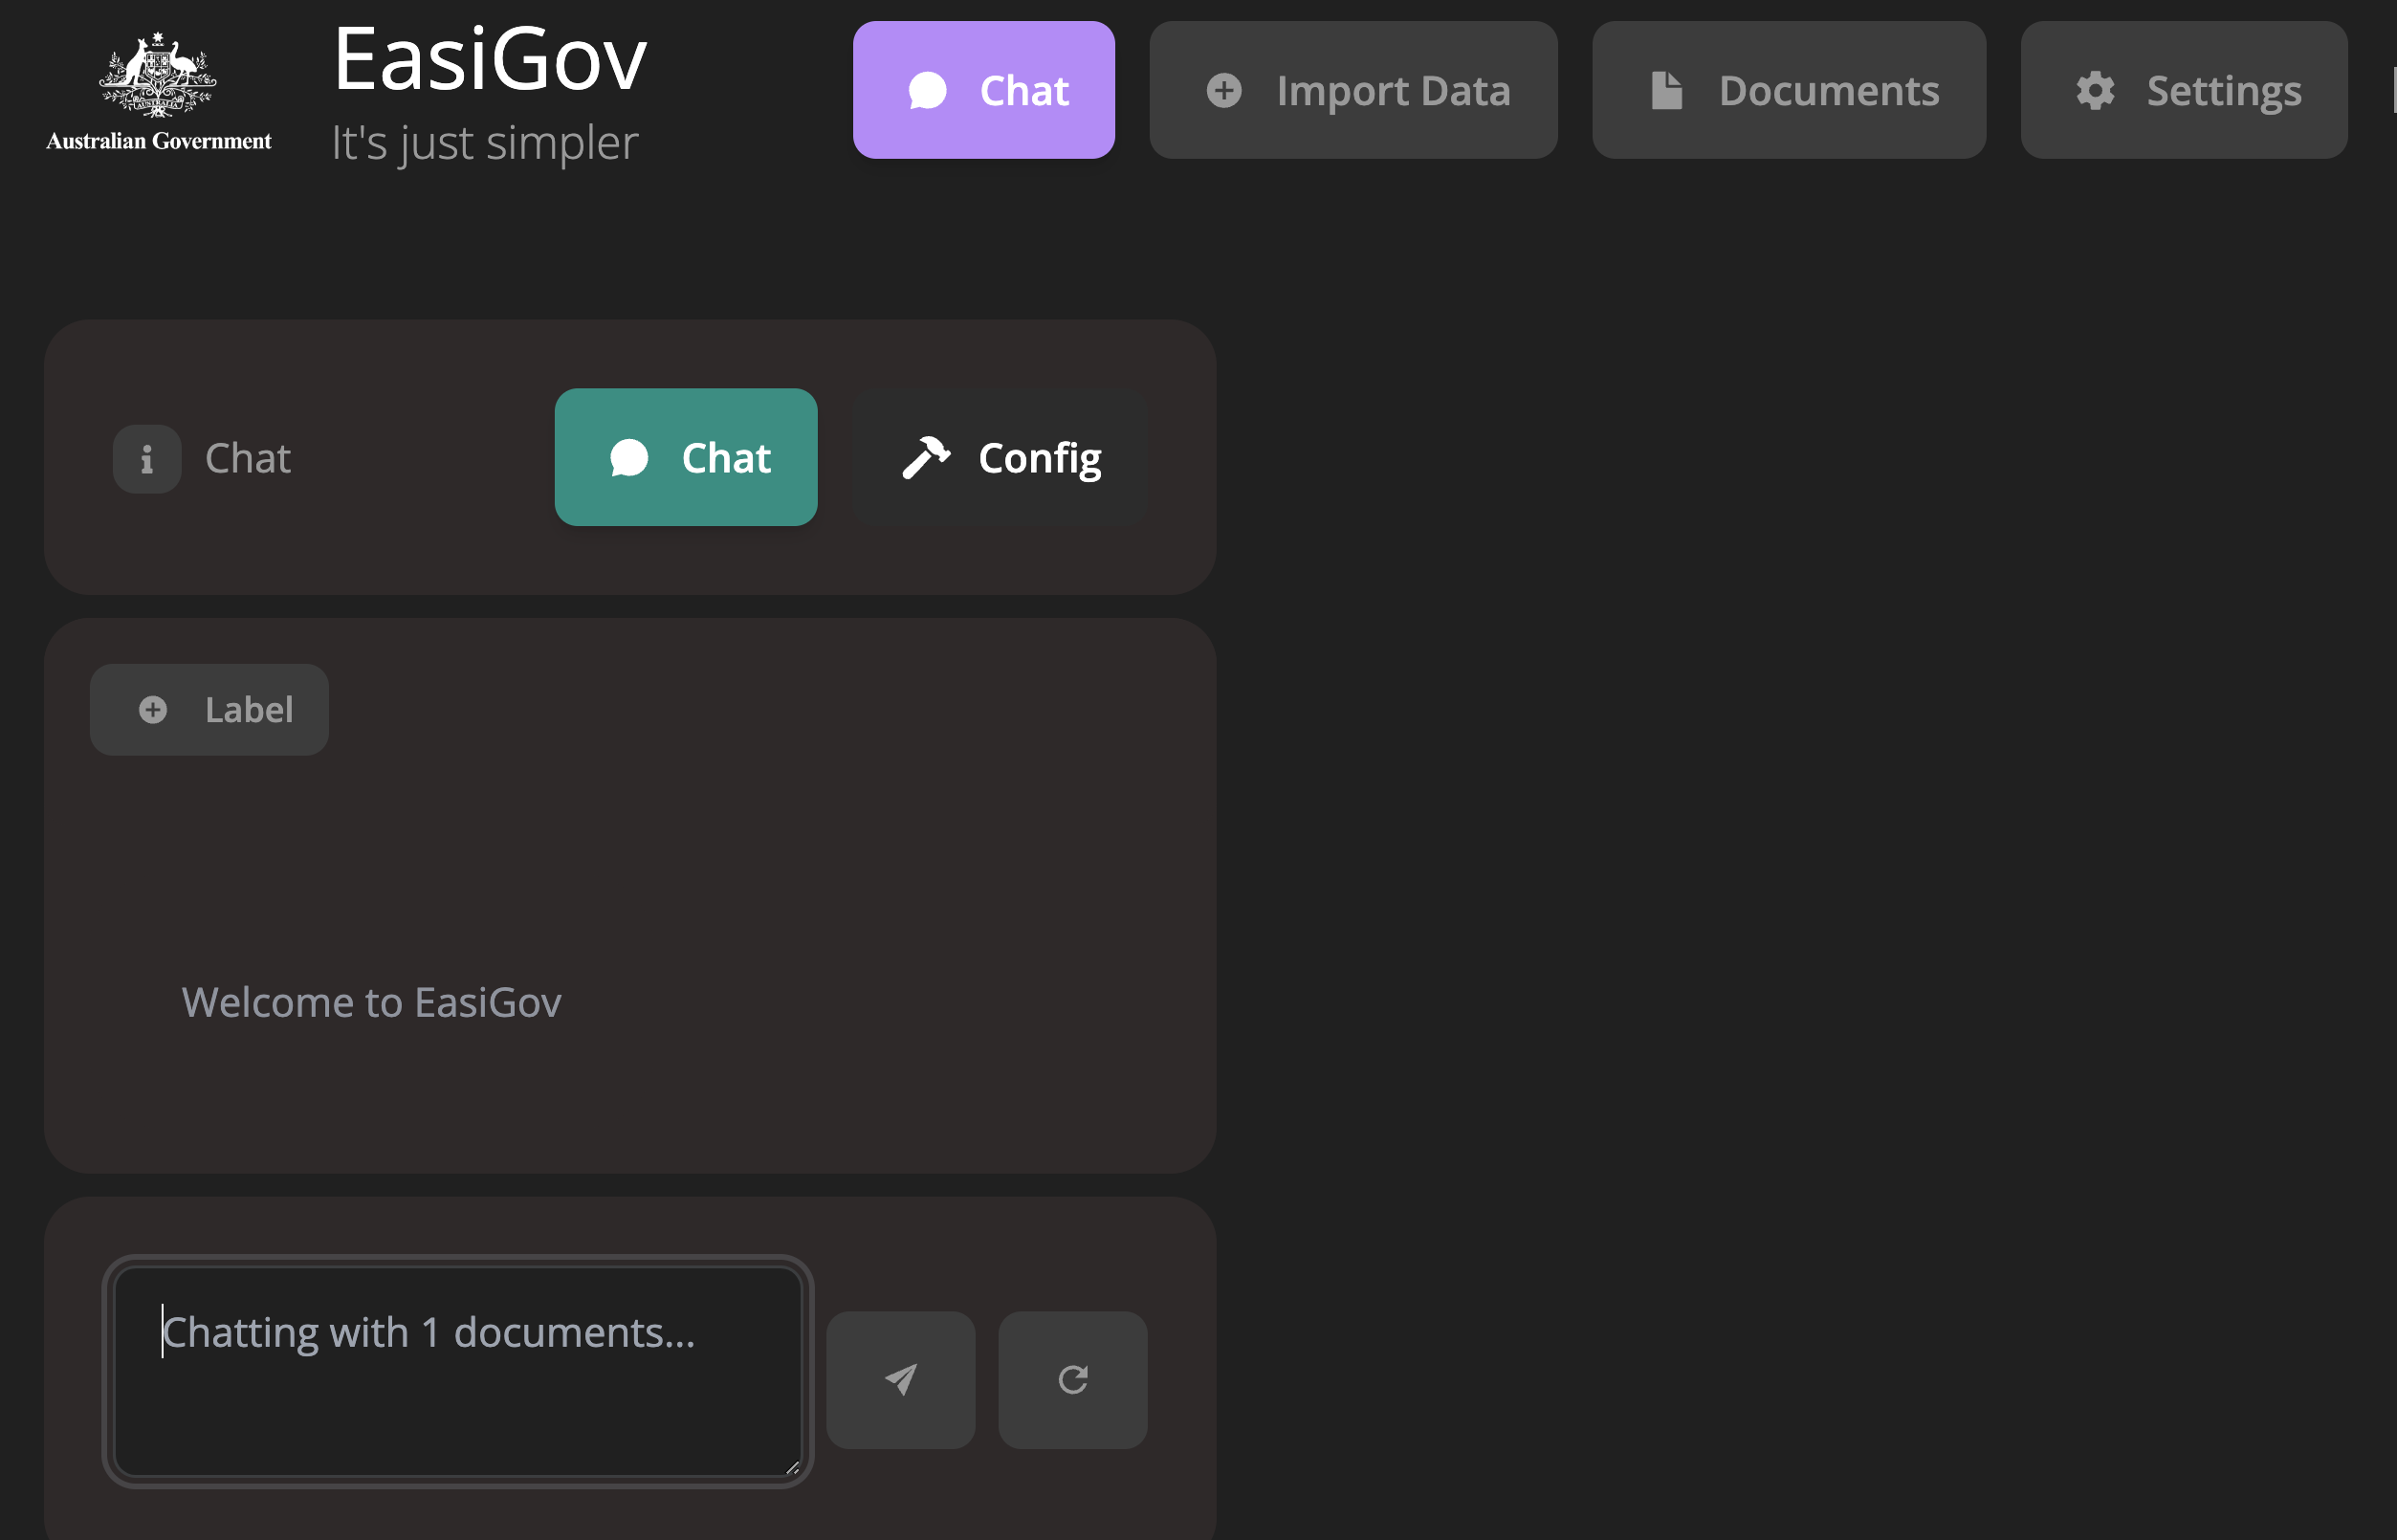 EasiGov
It's just simpler
AUSTRALIA
Australian Government
Chat
Import Data
Documents
Settings
Chat
Chat
Config
Label
Welcome to EasiGov
Chatting with 1 documents...